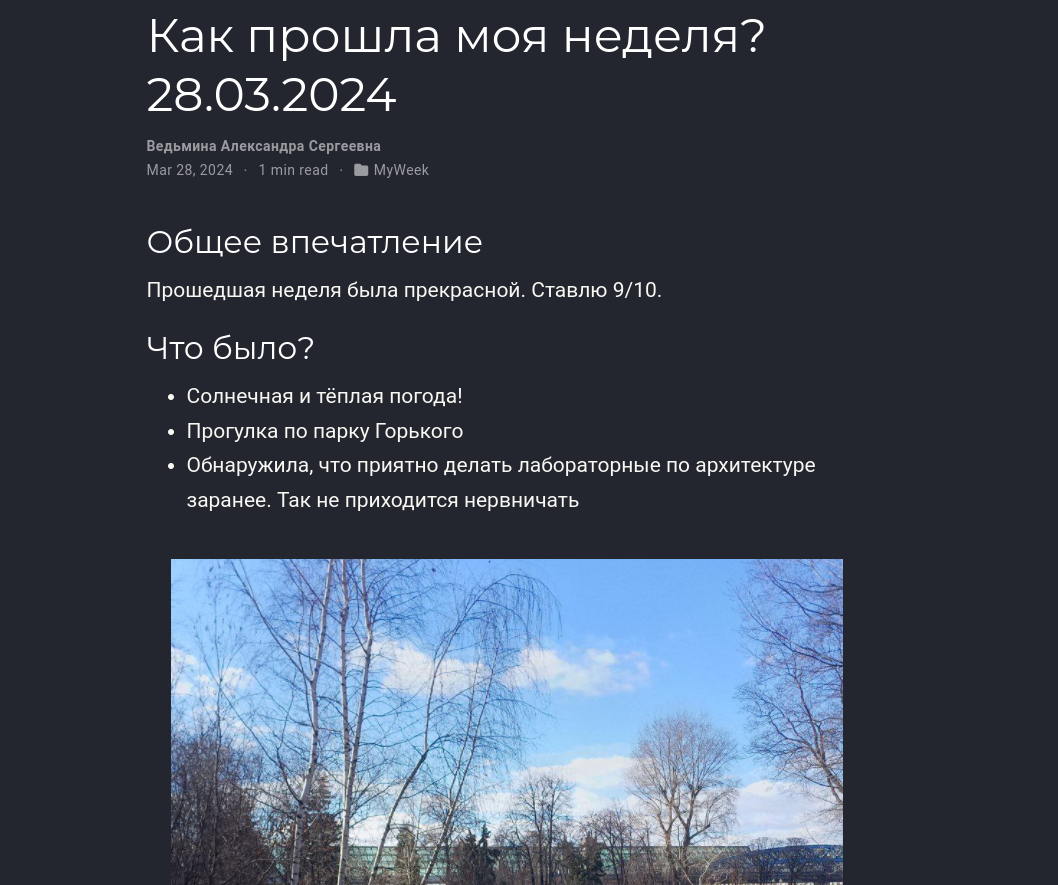 Как прошла моя неделя?
28.03.2024
Ведьмина Александра Сергеевна
Mar 28, 2024 · 1 min read · MyWeek
Общее впечатление
Прошедшая неделя была прекрасной. Ставлю 9/10.
Что было?
• Солнечная и тёплая погода!
• Прогулка по парку Горького
• Обнаружила, что приятно делать лабораторные по архитектуре
заранее. Так не приходится нервничать